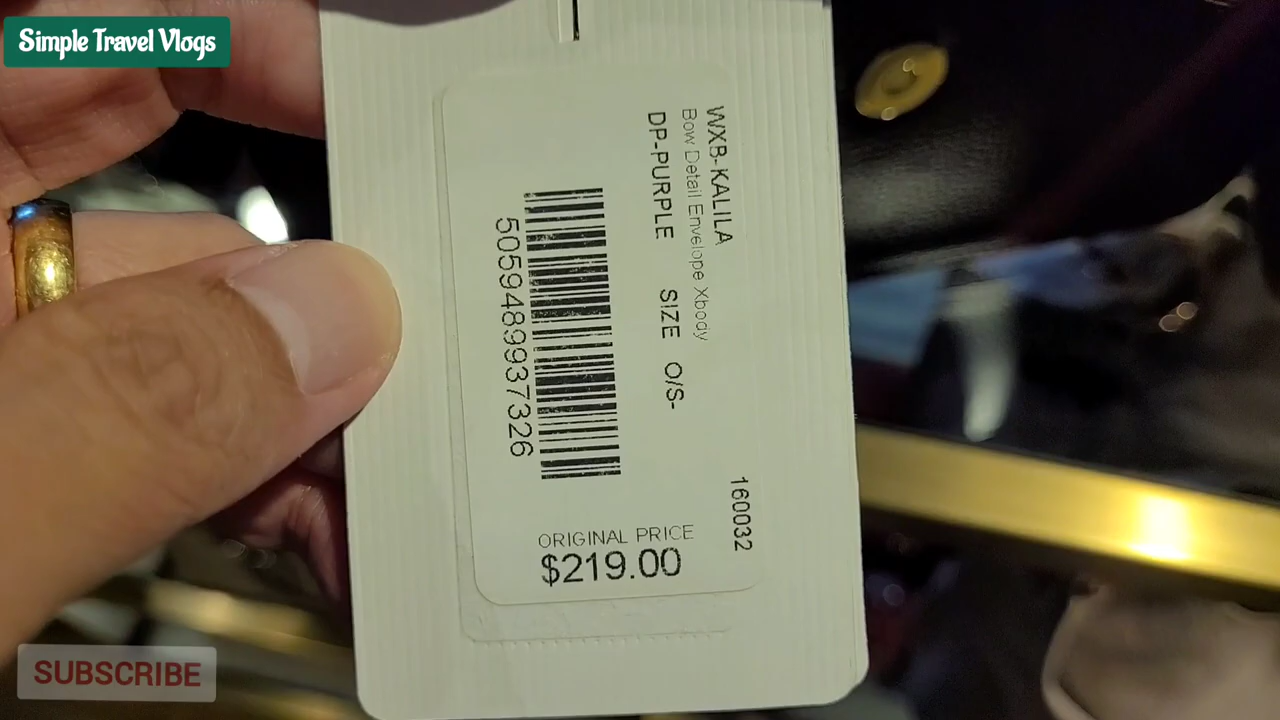 Simple Travel Vlogs
WXB-KALILA
Bow Detail Envelope Xbody
DP-PURPLE SIZE O/S-
5059489937326
160032
ORIGINAL PRICE
$219.00
SUBSCRIBE